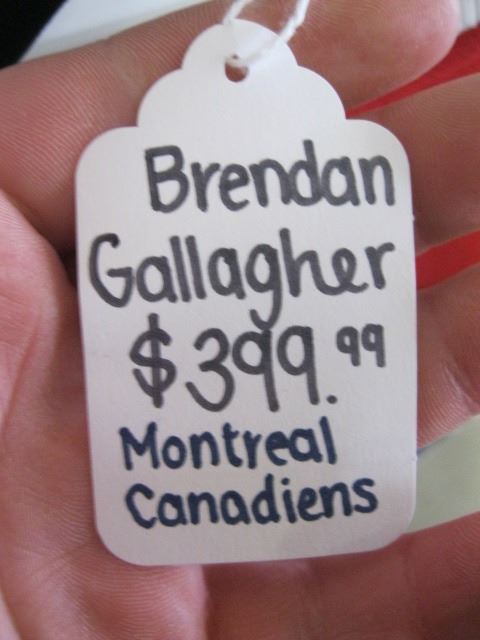 Brendan
Gallagher
$399.99
Montreal
Canadiens